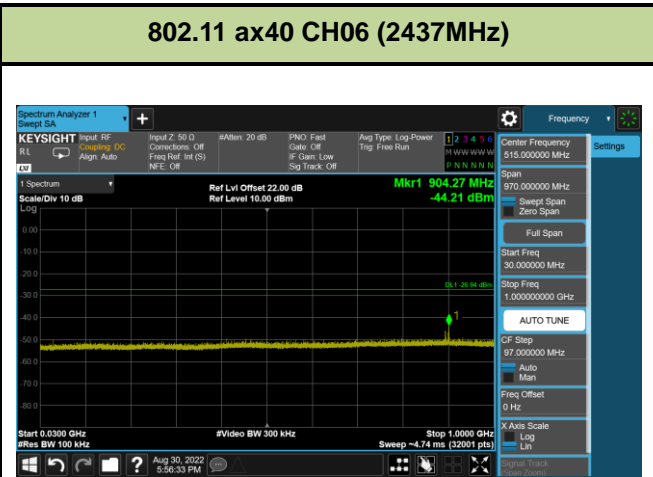 802.11 ax40 CH06 (2437MHz)
Spectrum Analyzer 1
Swept SA
+
Frequency
KEYSIGHT
RL
LXI
Input: RF
Coupling: DC
Align: Auto
Input Z: 50 Ω
Corrections: Off
Freq Ref: Int (S)
NFE: Off
#Atten: 20 dB
PNO: Fast
Gate: Off
IF Gain: Low
Sig Track: Off
Avg Type: Log-Power
Trig: Free Run
1 2 3 4 5 6
M W W W W W
P N N N N N
1 Spectrum
Scale/Div 10 dB
Log
Ref Lvl Offset 22.00 dB
Ref Level 10.00 dBm
Mkr1 904.27 MHz
-44.21 dBm
0.00
-10.0
-20.0
-30.0
-40.0
-50.0
-60.0
-70.0
-80.0
DL1 -26.94 dBm
1
Start 0.0300 GHz
#Res BW 100 kHz
#Video BW 300 kHz
Stop 1.0000 GHz
Sweep ~4.74 ms (32001 pts)
Aug 30, 2022
5:56:33 PM
?
Center Frequency
515.000000 MHz
Settings
Span
970.000000 MHz
Swept Span
Zero Span
Full Span
Start Freq
30.000000 MHz
Stop Freq
1.000000000 GHz
AUTO TUNE
CF Step
97.000000 MHz
Auto
Man
Freq Offset
0 Hz
X Axis Scale
Log
Lin
Signal Track
(Span Zoom)